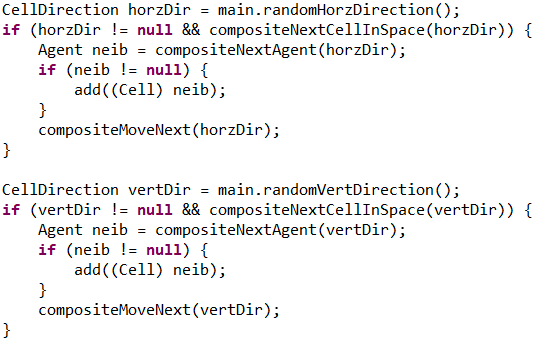 CellDirection horzDir = main.randomHorzDirection();
if (horzDir != null && compositeNextCellInSpace(horzDir)) {
    Agent neib = compositeNextAgent(horzDir);
    if (neib != null) {
        add((Cell) neib);
    }
    compositeMoveNext(horzDir);
}

CellDirection vertDir = main.randomVertDirection();
if (vertDir != null && compositeNextCellInSpace(vertDir)) {
    Agent neib = compositeNextAgent(vertDir);
    if (neib != null) {
        add((Cell) neib);
    }
    compositeMoveNext(vertDir);
}